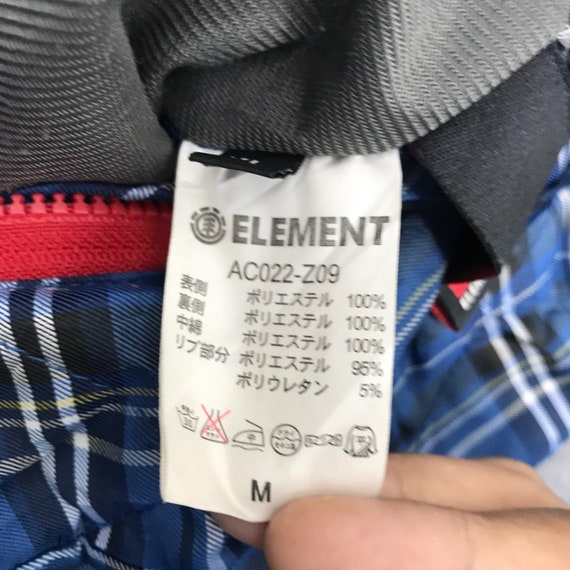 ELEMENT
AC022-Z09
表側 ポリエステル 100%
裏側 ポリエステル 100%
中綿 ポリエステル 100%
リブ部分 ポリエステル 95%
ポリウレタン 5%
M